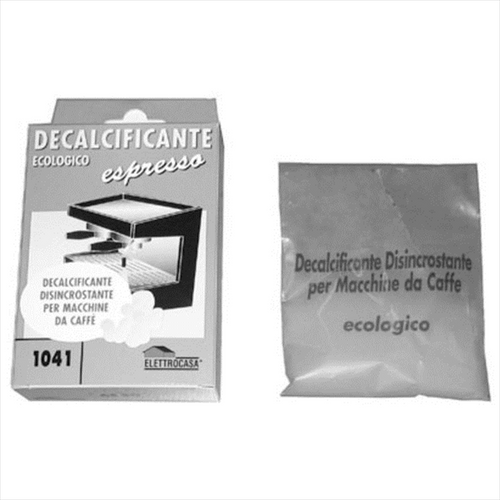 DECALCIFICANTE
ECOLOGICO
espresso
DECALCIFICANTE
DISINCROSTANTE
PER MACCHINE
DA CAFFÈ
1041
ELETTROCASA
Decalcificante Disincrostante
per Macchine da Caffe
ecologico